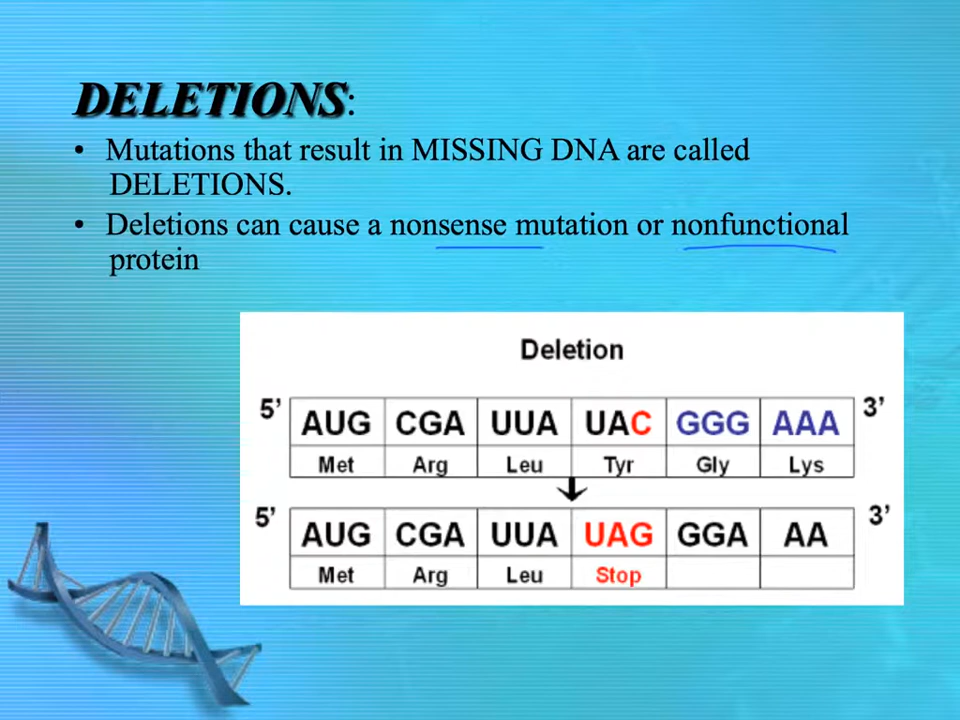 DELETIONS:
• Mutations that result in MISSING DNA are called
DELETIONS.
• Deletions can cause a nonsense mutation or nonfunctional
protein
Deletion
5’ AUG CGA UUA UAC GGG AAA 3’
Met Arg Leu Tyr Gly Lys
5’ AUG CGA UUA UAG GGA AA 3’
Met Arg Leu Stop